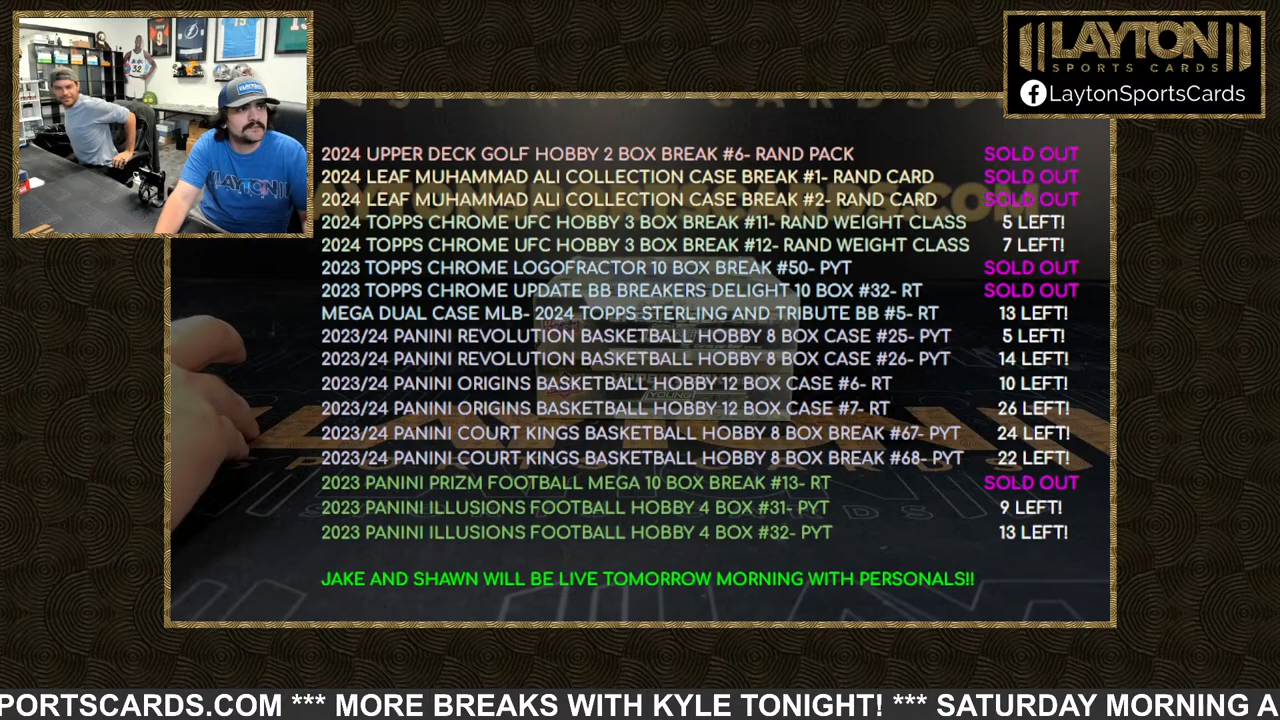 LAYTON
SPORTS CARDS
LaytonSportsCards
2024 UPPER DECK GOLF HOBBY 2 BOX BREAK #6- RAND PACK SOLD OUT
2024 LEAF MUHAMMAD ALI COLLECTION CASE BREAK #1- RAND CARD SOLD OUT
2024 LEAF MUHAMMAD ALI COLLECTION CASE BREAK #2- RAND CARD SOLD OUT
2024 TOPPS CHROME UFC HOBBY 3 BOX BREAK #11- RAND WEIGHT CLASS 5 LEFT!
2024 TOPPS CHROME UFC HOBBY 3 BOX BREAK #12- RAND WEIGHT CLASS 7 LEFT!
2023 TOPPS CHROME LOGOFRACTOR 10 BOX BREAK #50- PYT SOLD OUT
2023 TOPPS CHROME UPDATE BB BREAKERS DELIGHT 10 BOX #32- RT SOLD OUT
MEGA DUAL CASE MLB- 2024 TOPPS STERLING AND TRIBUTE BB #5- RT 13 LEFT!
2023/24 PANINI REVOLUTION BASKETBALL HOBBY 8 BOX CASE #25- PYT 5 LEFT!
2023/24 PANINI REVOLUTION BASKETBALL HOBBY 8 BOX CASE #26- PYT 14 LEFT!
2023/24 PANINI ORIGINS BASKETBALL HOBBY 12 BOX CASE #6- RT 10 LEFT!
2023/24 PANINI ORIGINS BASKETBALL HOBBY 12 BOX CASE #7- RT 26 LEFT!
2023/24 PANINI COURT KINGS BASKETBALL HOBBY 8 BOX BREAK #67- PYT 24 LEFT!
2023/24 PANINI COURT KINGS BASKETBALL HOBBY 8 BOX BREAK #68- PYT 22 LEFT!
2023 PANINI PRIZM FOOTBALL MEGA 10 BOX BREAK #13- RT SOLD OUT
2023 PANINI ILLUSIONS FOOTBALL HOBBY 4 BOX #31- PYT 9 LEFT!
2023 PANINI ILLUSIONS FOOTBALL HOBBY 4 BOX #32- PYT 13 LEFT!
JAKE AND SHAWN WILL BE LIVE TOMORROW MORNING WITH PERSONALS!!
PORTSCARDS.COM *** MORE BREAKS WITH KYLE TONIGHT! *** SATURDAY MORNING A